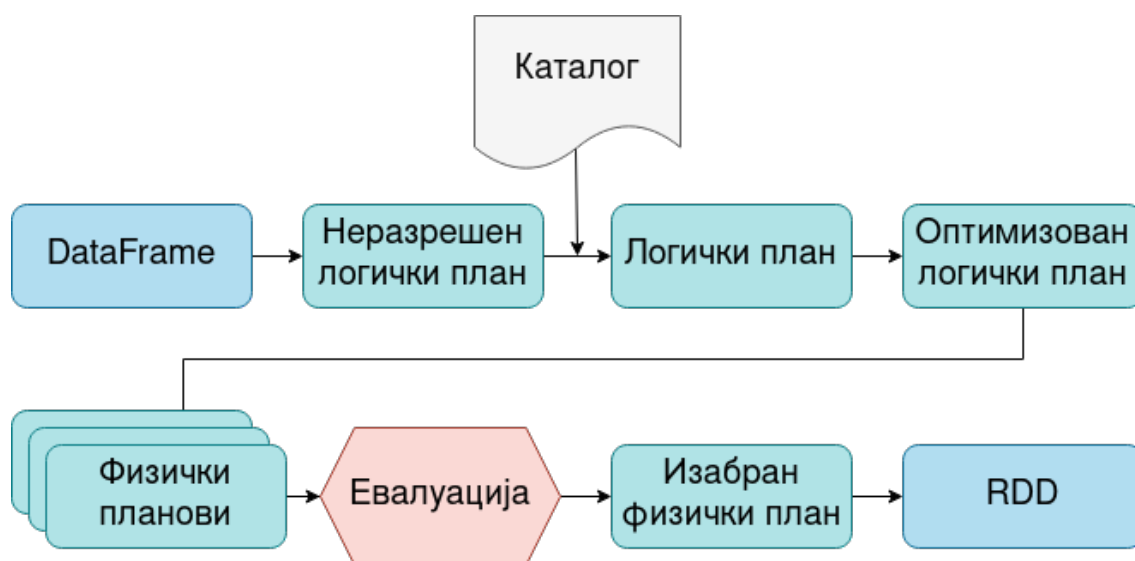 Каталог
DataFrame
Неразрешен
логички план
Логички план
Оптимизован
логички план
Физички
планови
Евалуација
Изабран
физички план
RDD